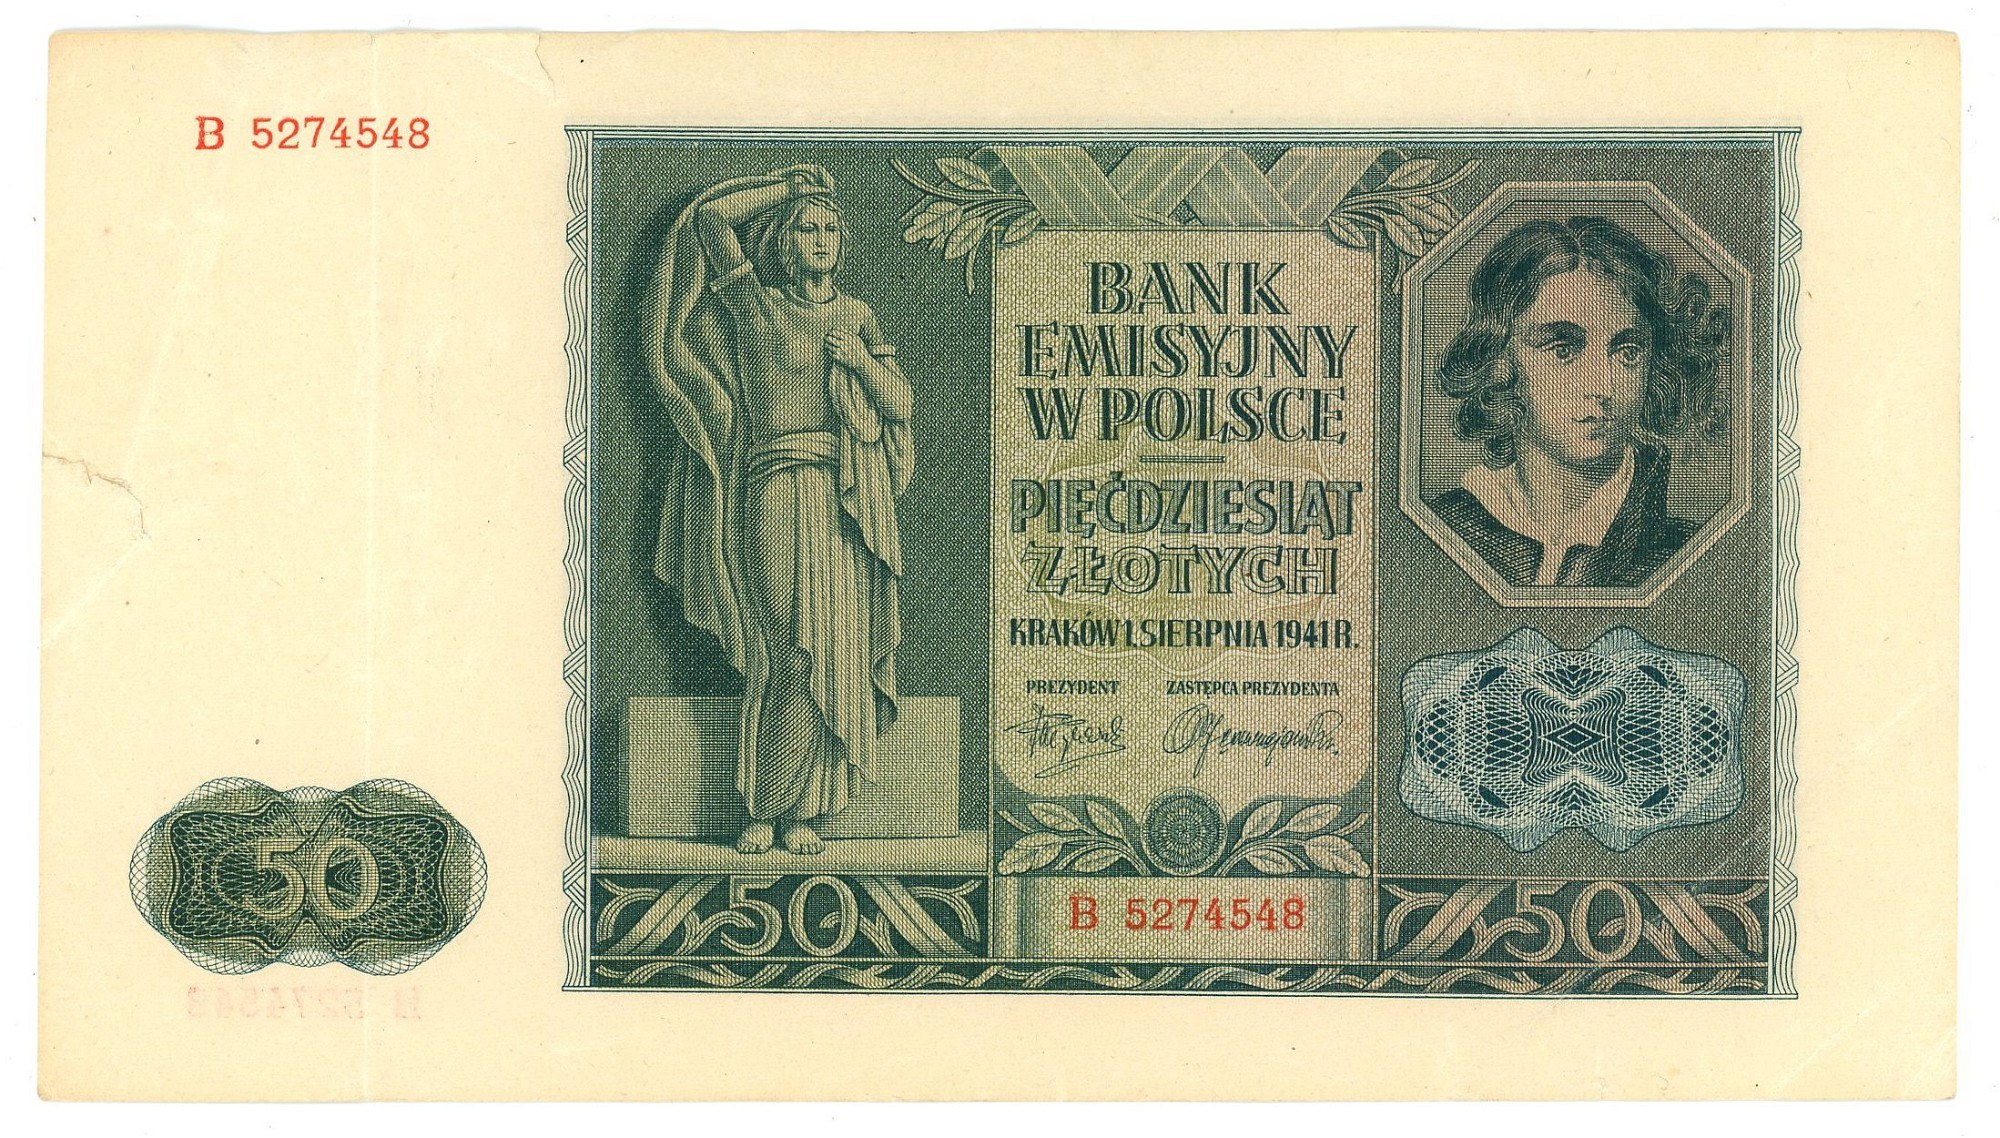 B 5274548
BANK
EMISYJNY
W POLSCE
PIĘĆDZIESIĄT
ZŁOTYCH
KRAKÓW 1. SIERPNIA 1941 R.
PREZYDENT ZASTĘPCA PREZYDENTA
50
50
B 5274548
50